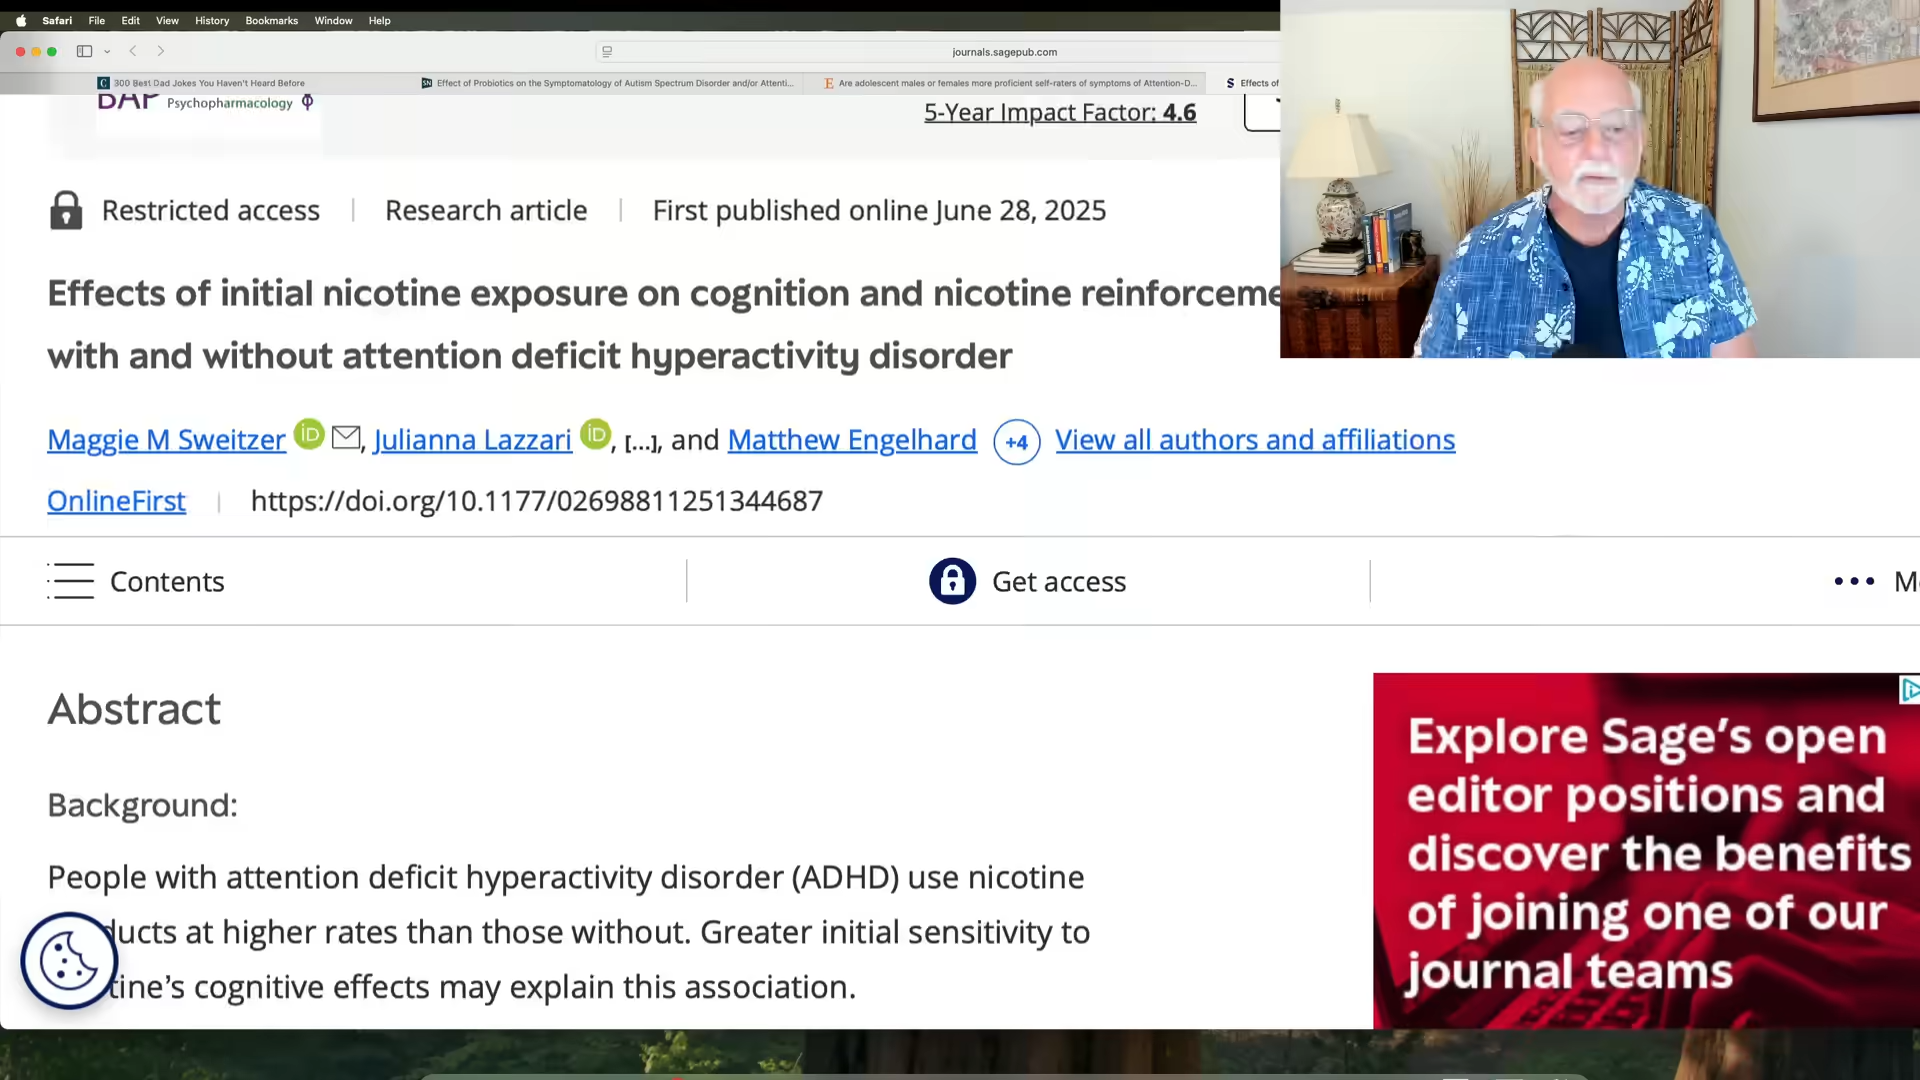 Safari File Edit View History Bookmarks Window Help
journals.sagepub.com
300 Best Dad Jokes You Haven't Heard Before
Effect of Probiotics on the Symptomatology of Autism Spectrum Disorder and/or Attenti...
Are adolescent males or females more proficient self-raters of symptoms of Attention-D...
Effects of
BAP Psychopharmacology
5-Year Impact Factor: 4.6
Restricted access | Research article | First published online June 28, 2025
Effects of initial nicotine exposure on cognition and nicotine reinforceme
with and without attention deficit hyperactivity disorder
Maggie M Sweitzer iD, Julianna Lazzari iD, [...], and Matthew Engelhard +4 View all authors and affiliations
OnlineFirst | https://doi.org/10.1177/02698811251344687
Contents
Get access
Abstract
Background:
People with attention deficit hyperactivity disorder (ADHD) use nicotine
ducts at higher rates than those without. Greater initial sensitivity to
tine's cognitive effects may explain this association.
Explore Sage's open
editor positions and
discover the benefits
of joining one of our
journal teams